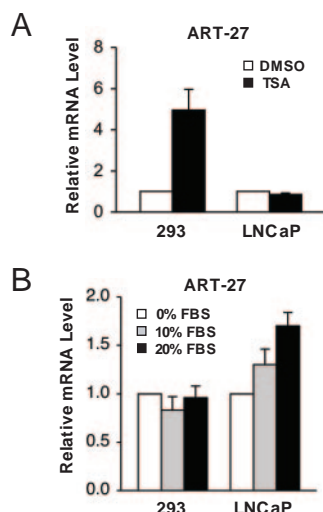 A
ART-27
Relative mRNA Level
8
6
4
2
0
DMSO
TSA
293 LNCaP
B
ART-27
Relative mRNA Level
2.0
1.5
1.0
0.5
0.0
0% FBS
10% FBS
20% FBS
293 LNCaP